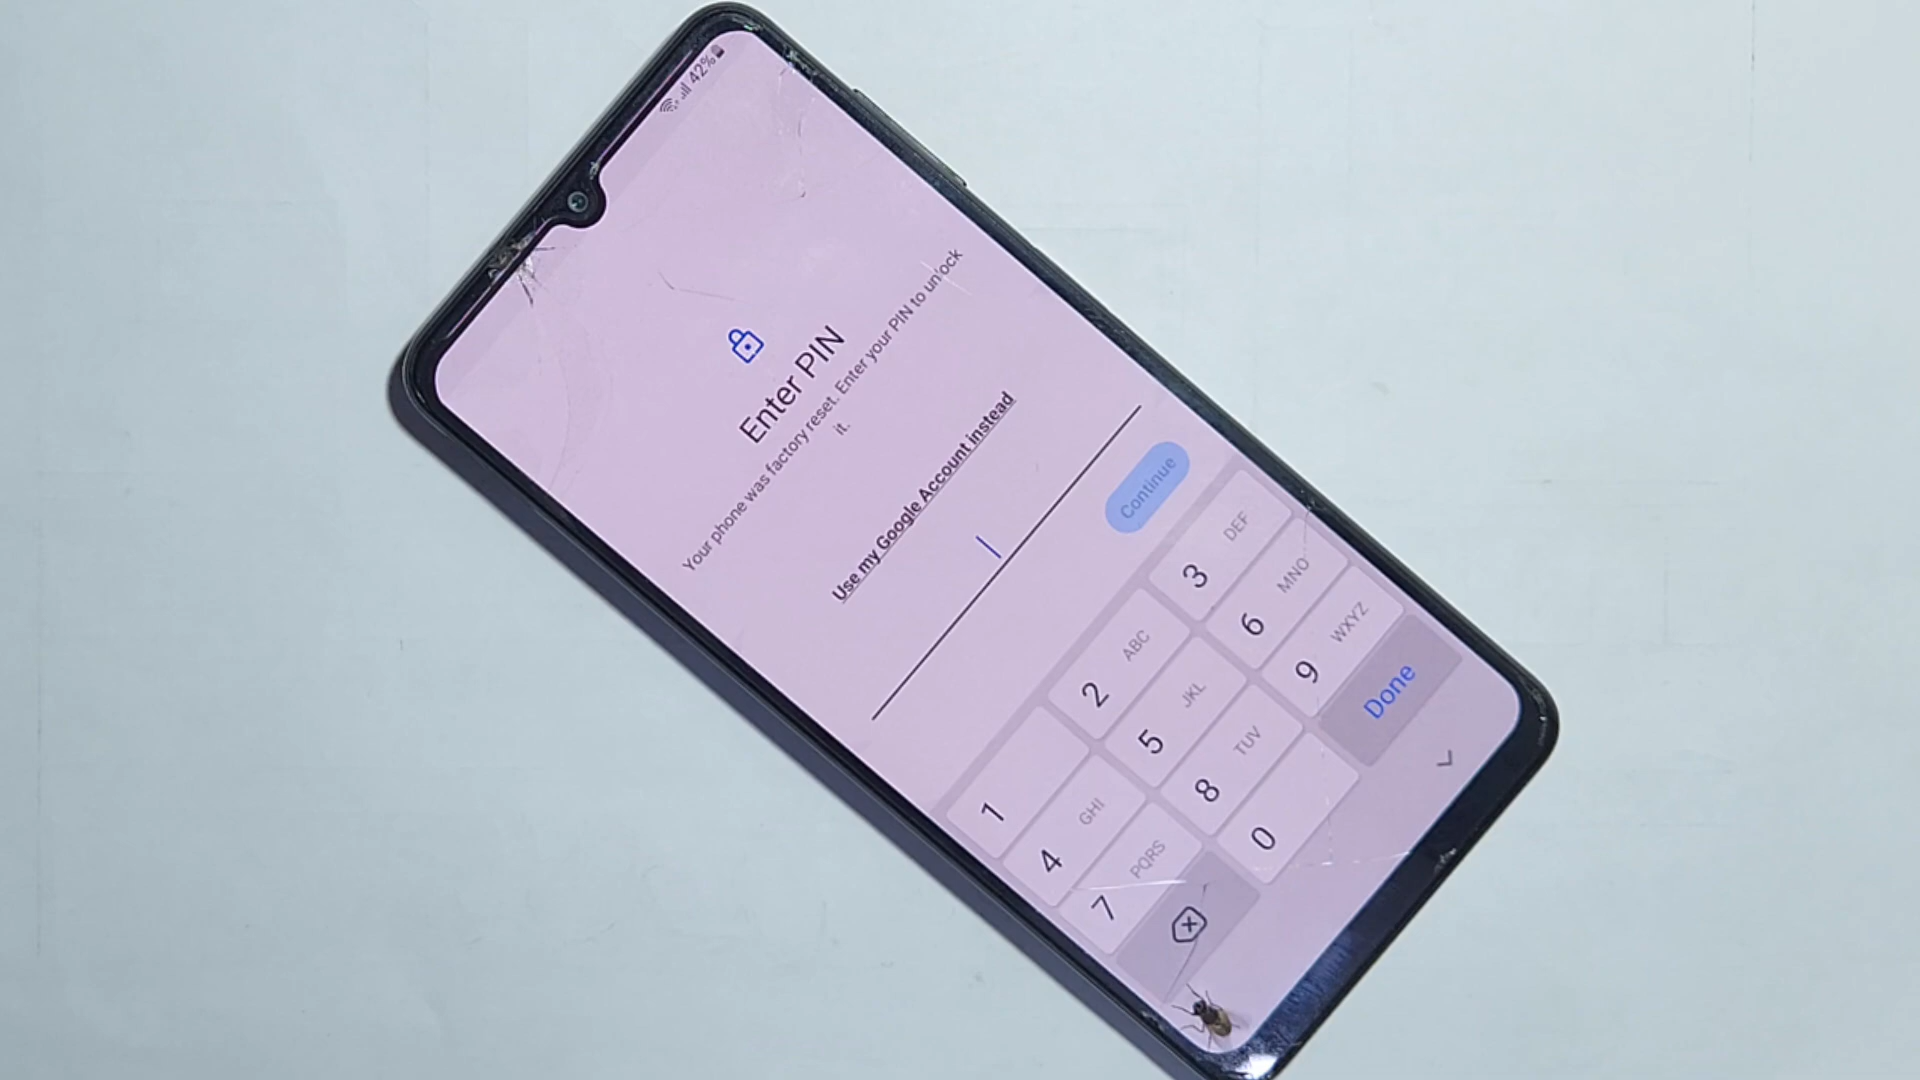 42%
Enter PIN
Your phone was factory reset. Enter your PIN to unlock
it.
Use my Google Account instead
Continue
1
2 ABC
3 DEF
4 GHI
5 JKL
6 MNO
7 PQRS
8 TUV
9 WXYZ
0
Done